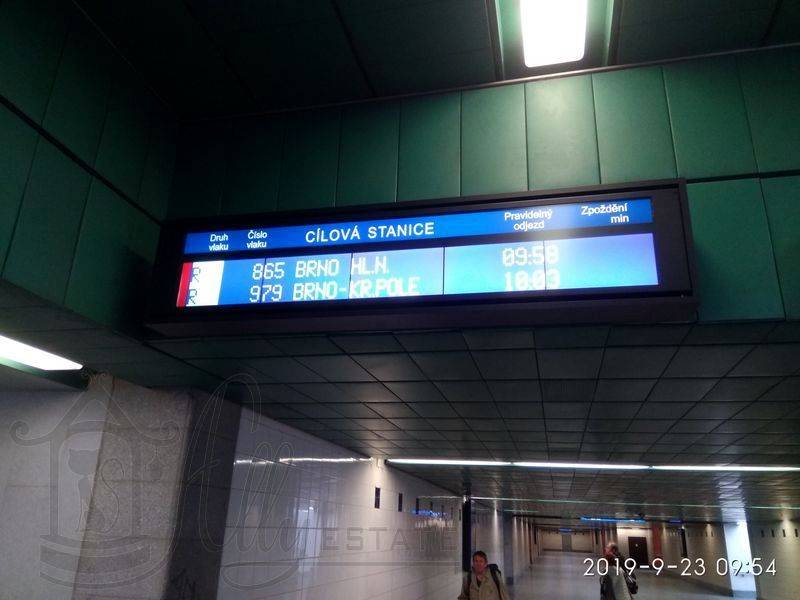 Druh vlaku Číslo vlaku CÍLOVÁ STANICE Pravidelný odjezd Zpoždění min
R 865 BRNO HL.N. 09:58
R 979 BRNO-KR.POLE 10:03
Alla
ESTATE
2019-9-23 09:54